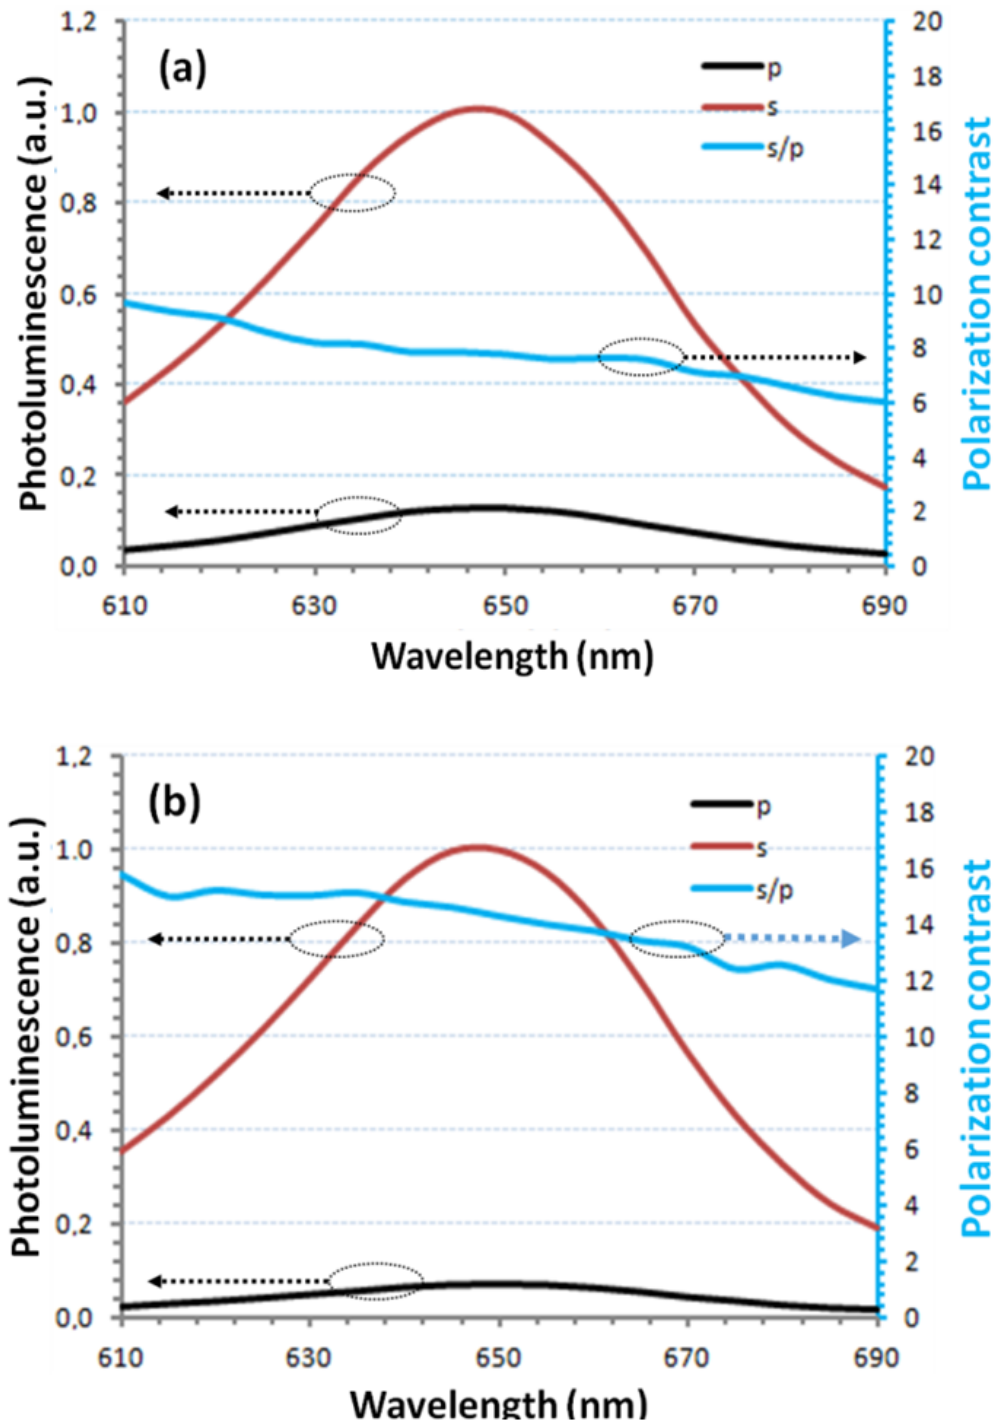 (a)
Photoluminescence (a.u.)
1,2
1,0
0,8
0,6
0,4
0,2
0,0
p
s
s/p
20
18
16
14
12
10
8
6
4
2
0
Polarization contrast
610 630 650 670 690
Wavelength (nm)
(b)
Photoluminescence (a.u.)
1,2
1.0
0,8
0,6
0,4
0,2
0,0
p
s
s/p
20
18
16
14
12
10
8
6
4
2
0
Polarization contrast
610 630 650 670 690
Wavelength (nm)